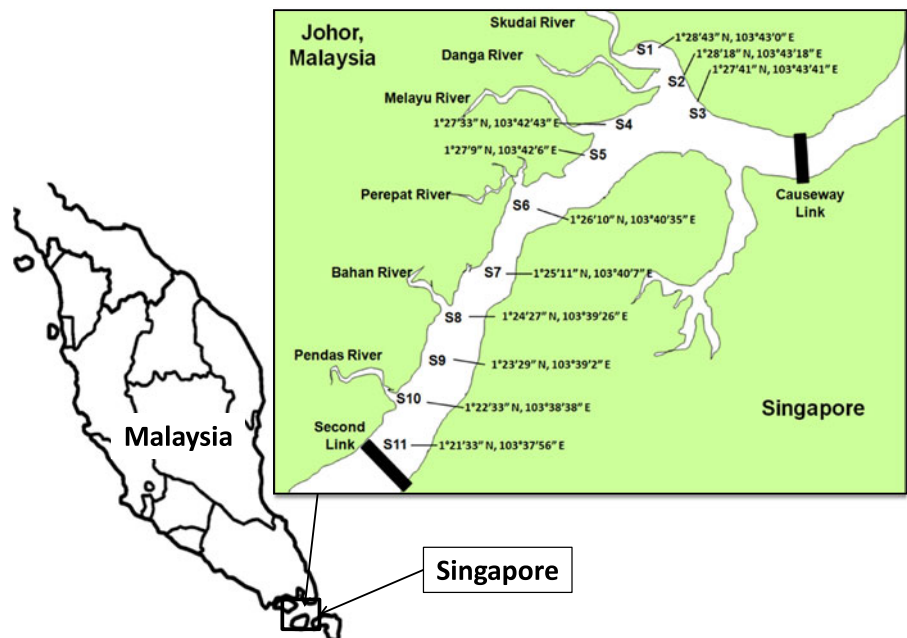 Skudai River
Johor,
Malaysia
S1
1°28'43" N, 103°43'0" E
Danga River
1°28'18" N, 103°43'18" E
S2
1°27'41" N, 103°43'41" E
Melayu River
S3
1°27'33" N, 103°42'43" E
S4
1°27'9" N, 103°42'6" E
S5
Causeway
Link
Perepat River
S6
1°26'10" N, 103°40'35" E
Bahan River
S7
1°25'11" N, 103°40'7" E
S8
1°24'27" N, 103°39'26" E
Pendas River
S9
1°23'29" N, 103°39'2" E
S10
1°22'33" N, 103°38'38" E
Singapore
Second
Link
S11
1°21'33" N, 103°37'56" E
Malaysia
Singapore